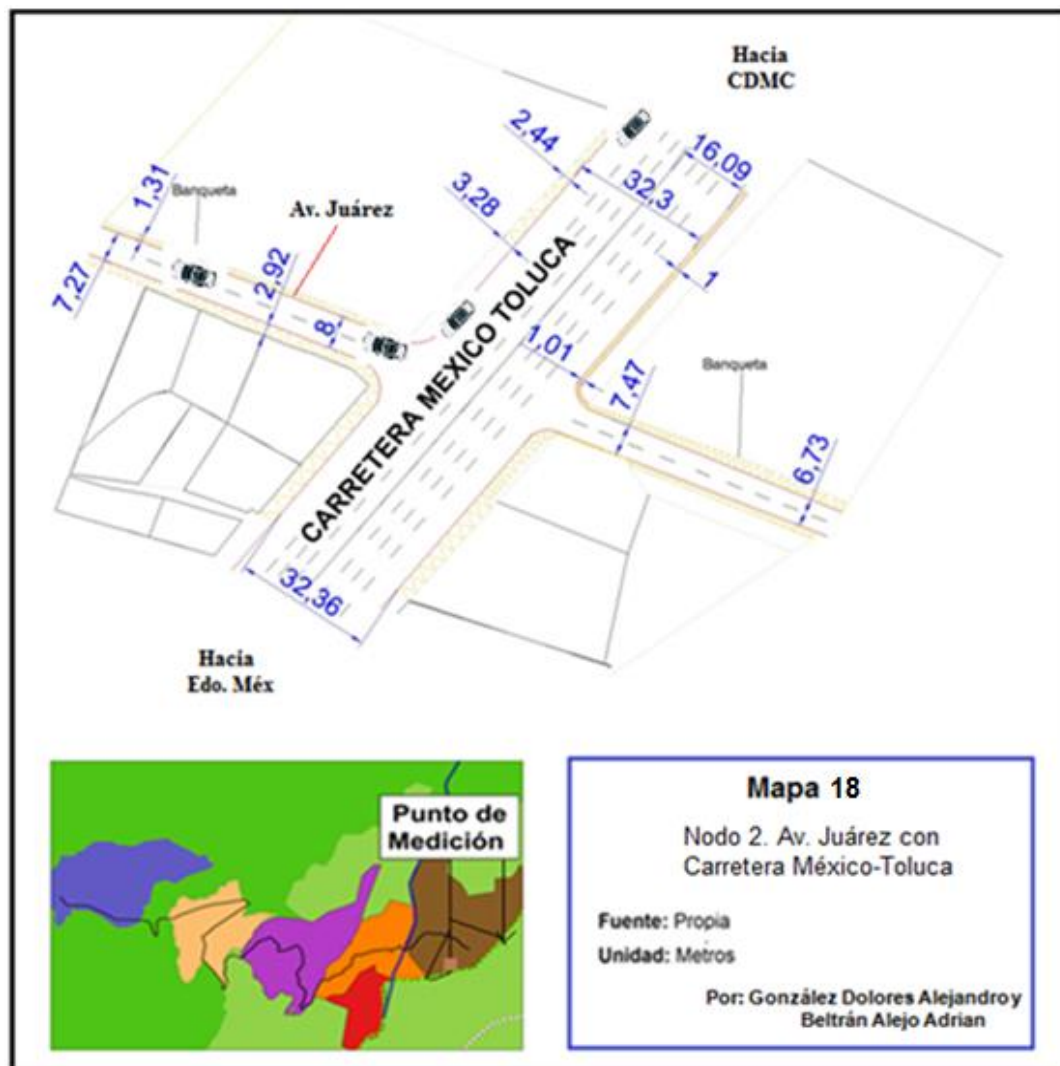 Hacia
CDMC
2,44
16,09
32,3
3,28
1,31
Banqueta
Av. Juárez
7,27
2,92
8
1
CARRETERA MEXICO TOLUCA
1,01
7,47
Banqueta
6,73
32,36
Hacia
Edo. Méx
Punto de
Medición
Mapa 18
Nodo 2. Av. Juárez con
Carretera México-Toluca
Fuente: Propia
Unidad: Metros
Por: González Dolores Alejandro y
Beltrán Alejo Adrian